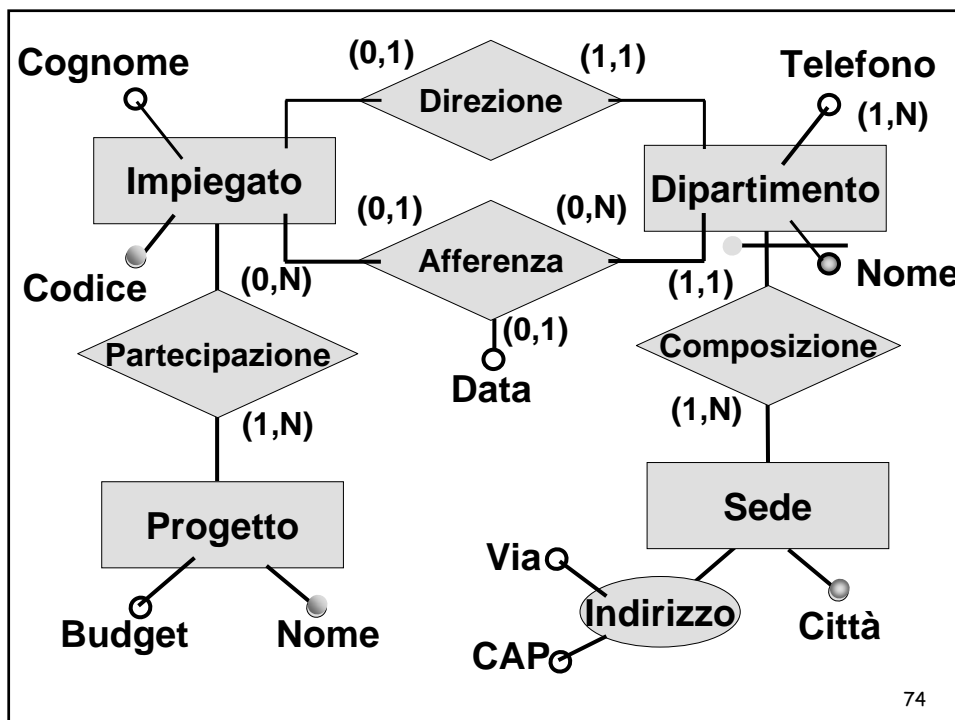 (0,1)
(1,1)
Cognome
Telefono
Direzione
(1,N)
Impiegato
Dipartimento
(0,1)
(0,N)
Afferenza
Codice
(0,N)
(1,1)
Nome
(0,1)
Partecipazione
Composizione
Data
(1,N)
(1,N)
Progetto
Sede
Via
Indirizzo
Budget
Nome
CAP
Città
74